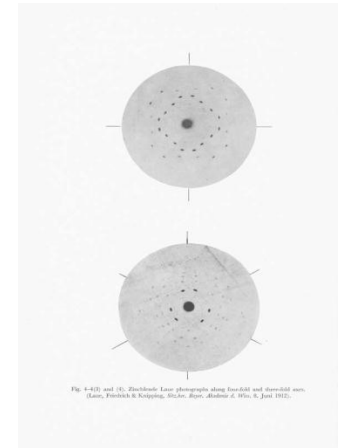 Fig. 4-4(3) and (4). Zincblende Laue photographs along four-fold and three-fold axes.
(Laue, Friedrich & Knipping, Sitz.ber. Bayer. Akademie d. Wiss. 8. Juni 1912).